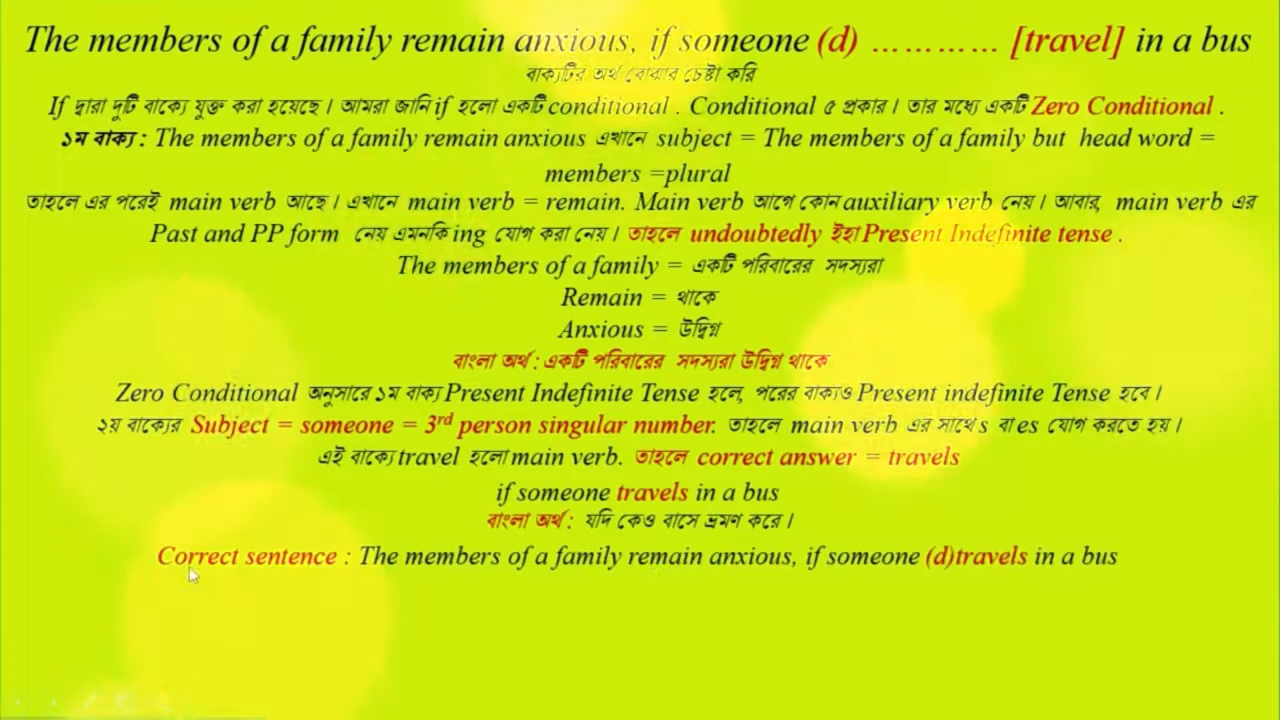 The members of a family remain anxious, if someone (d) ………… [travel] in a bus
বাক্যটির অর্থ বোঝার চেষ্টা করি
If দ্বারা দুটি বাক্যে যুক্ত করা হয়েছে। আমরা জানি if হলো একটি conditional . Conditional ৫ প্রকার। তার মধ্যে একটি Zero Conditional .
১ম বাক্য : The members of a family remain anxious এখানে subject = The members of a family but head word =
members =plural
তাহলে এর পরেই main verb আছে। এখানে main verb = remain. Main verb আগে কোন auxiliary verb নেয়। আবার, main verb এর
Past and PP form নেয় এমনকি ing যোগ করা নেয়। তাহলে undoubtedly ইহা Present Indefinite tense .
The members of a family = একটি পরিবারের সদস্যরা
Remain = থাকে
Anxious = উদ্বিগ্ন
বাংলা অর্থ : একটি পরিবারের সদস্যরা উদ্বিগ্ন থাকে
Zero Conditional অনুসারে ১ম বাক্য Present Indefinite Tense হলে, পরের বাক্যও Present indefinite Tense হবে।
২য় বাক্যের Subject = someone = 3rd person singular number. তাহলে main verb এর সাথে s বা es যোগ করতে হয়।
এই বাক্যে travel হলো main verb. তাহলে correct answer = travels
if someone travels in a bus
বাংলা অর্থ : যদি কেও বাসে ভ্রমণ করে।
Correct sentence : The members of a family remain anxious, if someone (d)travels in a bus